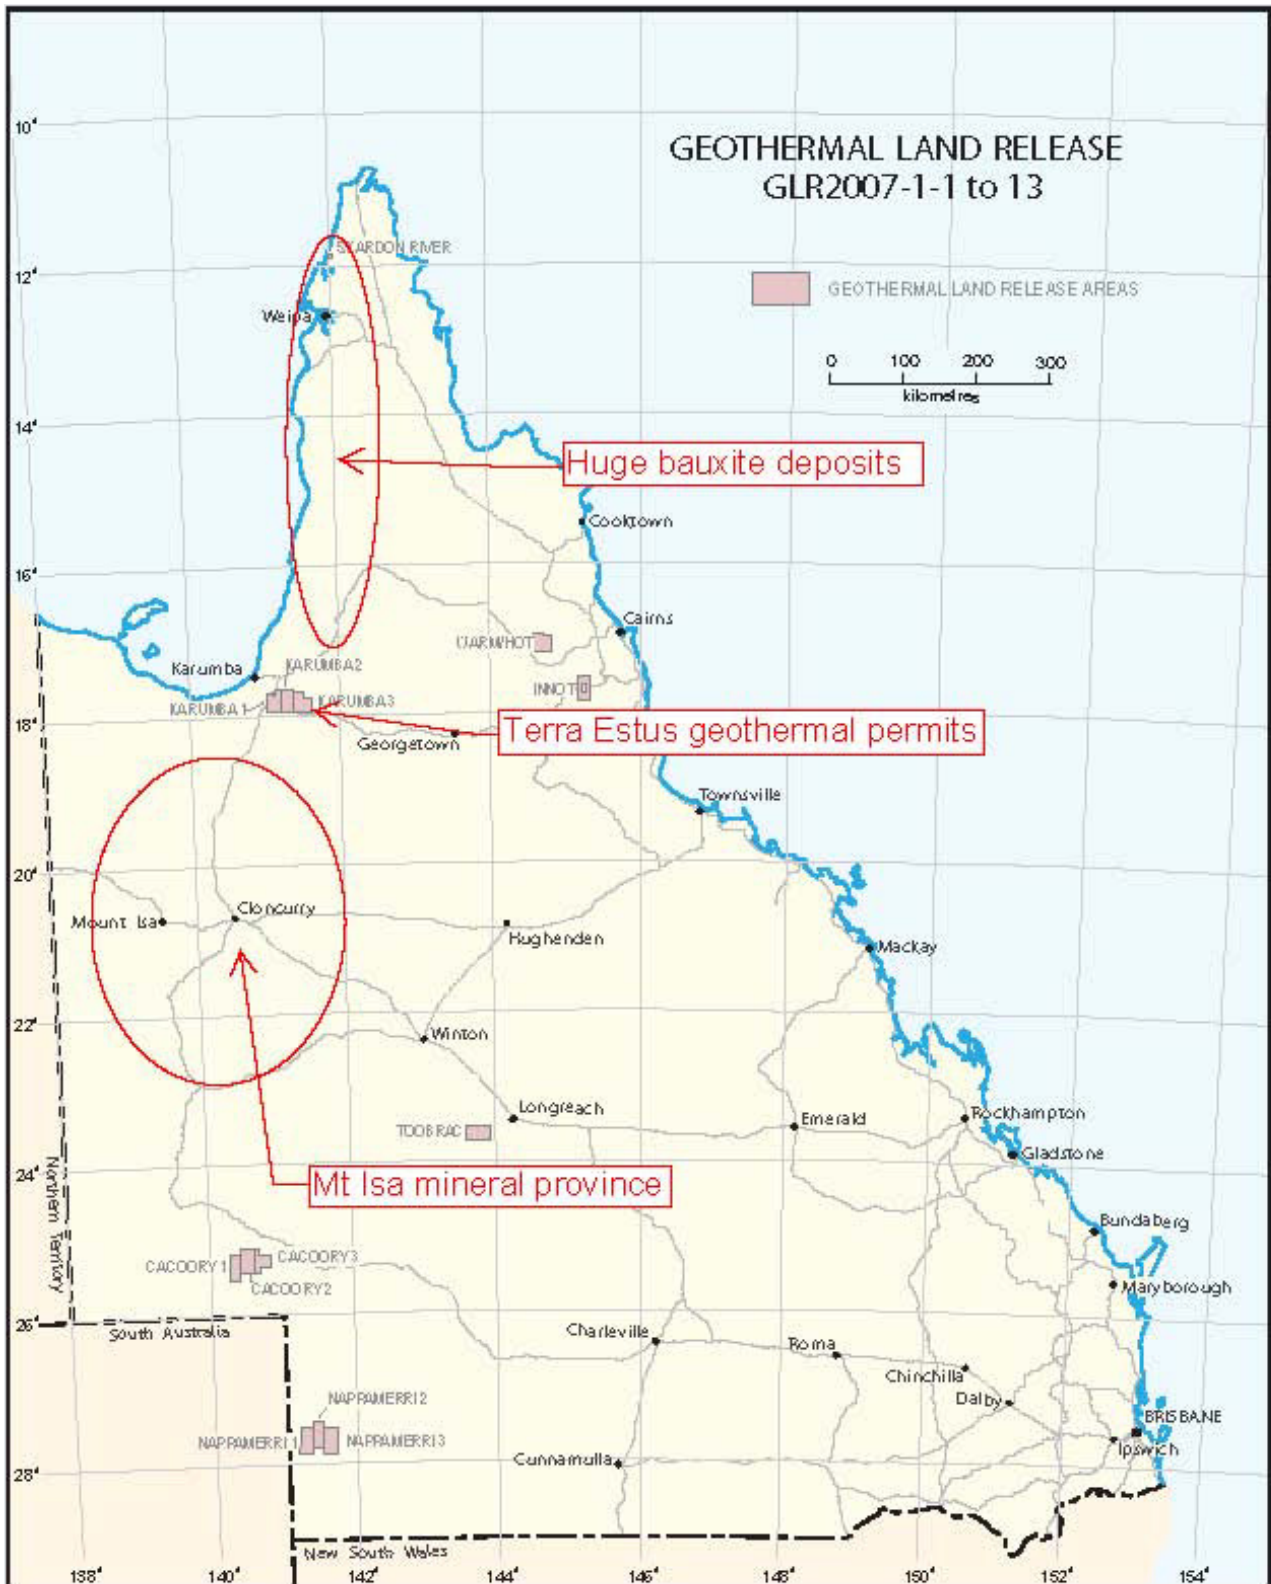 GEOTHERMAL LAND RELEASE
GLR2007-1-1 to 13
10°
SKARDON RIVER
12°
GEOTHERMAL LAND RELEASE AREAS
Weipa
0 100 200 300
kilometres
14°
Huge bauxite deposits
Cooktown
16°
Cairns
Karumba
KARUMBA2
INNOT
KARUMBA1
KARUMBA3
18°
Georgetown
Terra Estus geothermal permits
Townsville
20°
Mount Isa
Cloncurry
Hughenden
Mackay
22°
Winton
Longreach
Emerald
Rockhampton
TOOBRAC
Gladstone
24°
Northern Territory
Mt Isa mineral province
Bundaberg
CACOORY1
CACOORY3
CACOORY2
Maryborough
26°
South Australia
Charleville
Roma
Chinchilla
Dalby
NAPPAMERRI2
BRISBANE
NAPPAMERRI1
NAPPAMERRI3
Ipswich
Cunnamulla
28°
New South Wales
138° 140° 142° 144° 146° 148° 150° 152° 154°